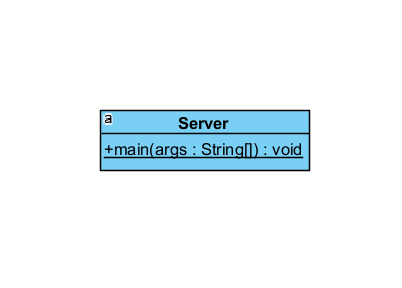 a
Server
+main(args : String[]) : void